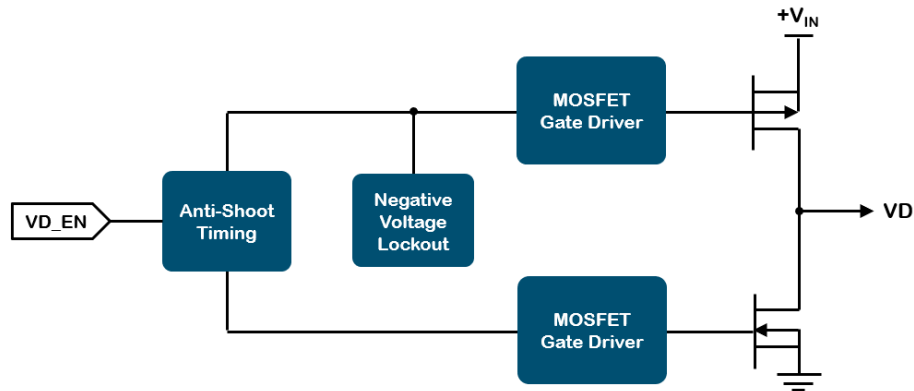 +VIN
MOSFET
Gate Driver
VD_EN
Anti-Shoot
Timing
Negative
Voltage
Lockout
VD
MOSFET
Gate Driver